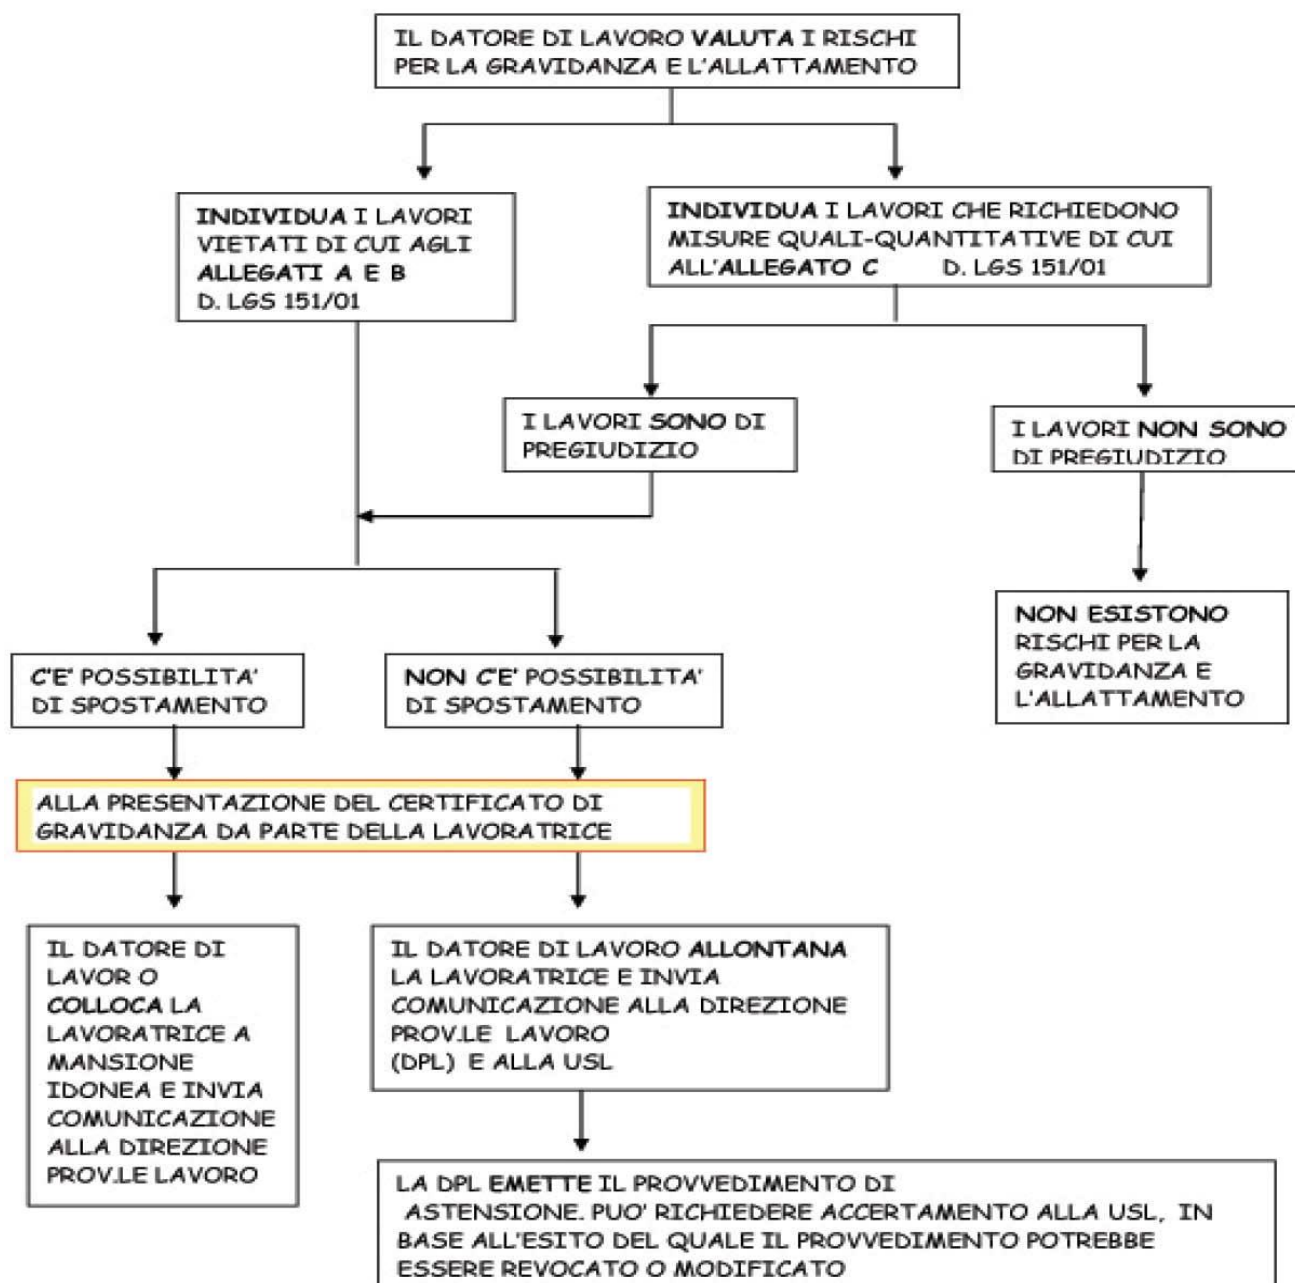 IL DATORE DI LAVORO VALUTA I RISCHI
PER LA GRAVIDANZA E L'ALLATTAMENTO
INDIVIDUA I LAVORI
VIETATI DI CUI AGLI
ALLEGATI A E B
D. LGS 151/01
INDIVIDUA I LAVORI CHE RICHIEDONO
MISURE QUALI-QUANTITATIVE DI CUI
ALL'ALLEGATO C D. LGS 151/01
I LAVORI SONO DI
PREGIUDIZIO
I LAVORI NON SONO
DI PREGIUDIZIO
NON ESISTONO
RISCHI PER LA
GRAVIDANZA E
L'ALLATTAMENTO
C'E' POSSIBILITA'
DI SPOSTAMENTO
NON C'E' POSSIBILITA'
DI SPOSTAMENTO
ALLA PRESENTAZIONE DEL CERTIFICATO DI
GRAVIDANZA DA PARTE DELLA LAVORATRICE
IL DATORE DI
LAVOR O
COLLOCA LA
LAVORATRICE A
MANSIONE
IDONEA E INVIA
COMUNICAZIONE
ALLA DIREZIONE
PROV.LE LAVORO
IL DATORE DI LAVORO ALLONTANA
LA LAVORATRICE E INVIA
COMUNICAZIONE ALLA DIREZIONE
PROV.LE LAVORO
(DPL) E ALLA USL
LA DPL EMETTE IL PROVVEDIMENTO DI
ASTENSIONE. PUO' RICHIEDERE ACCERTAMENTO ALLA USL, IN
BASE ALL'ESITO DEL QUALE IL PROVVEDIMENTO POTREBBE
ESSERE REVOCATO O MODIFICATO